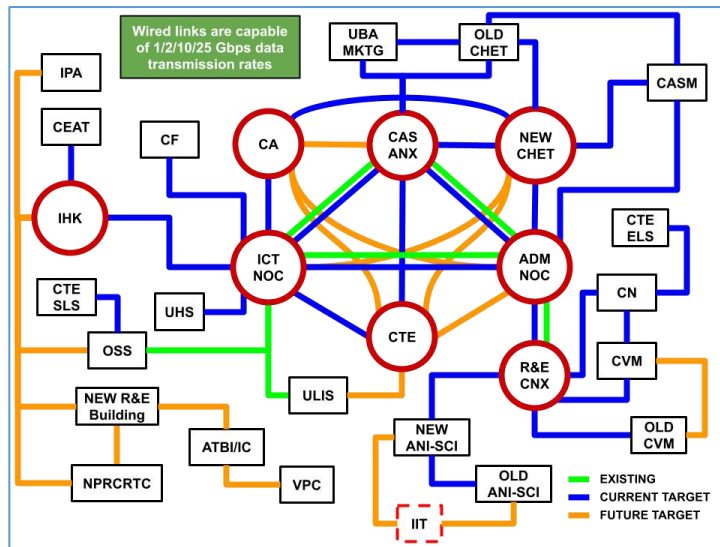 Wired links are capable
of 1/2/10/25 Gbps data
transmission rates
UBA
MKTG
OLD
CHET
IPA
CASM
CEAT
CF
CA
CAS
ANX
NEW
CHET
IHK
CTE
ELS
ICT
NOC
ADM
NOC
CTE
SLS
UHS
CN
OSS
CTE
CVM
R&E
CNX
NEW R&E
Building
ULIS
OLD
CVM
ATBI/IC
NEW
ANI-SCI
NPRCRTC
VPC
OLD
ANI-SCI
IIT
EXISTING
CURRENT TARGET
FUTURE TARGET